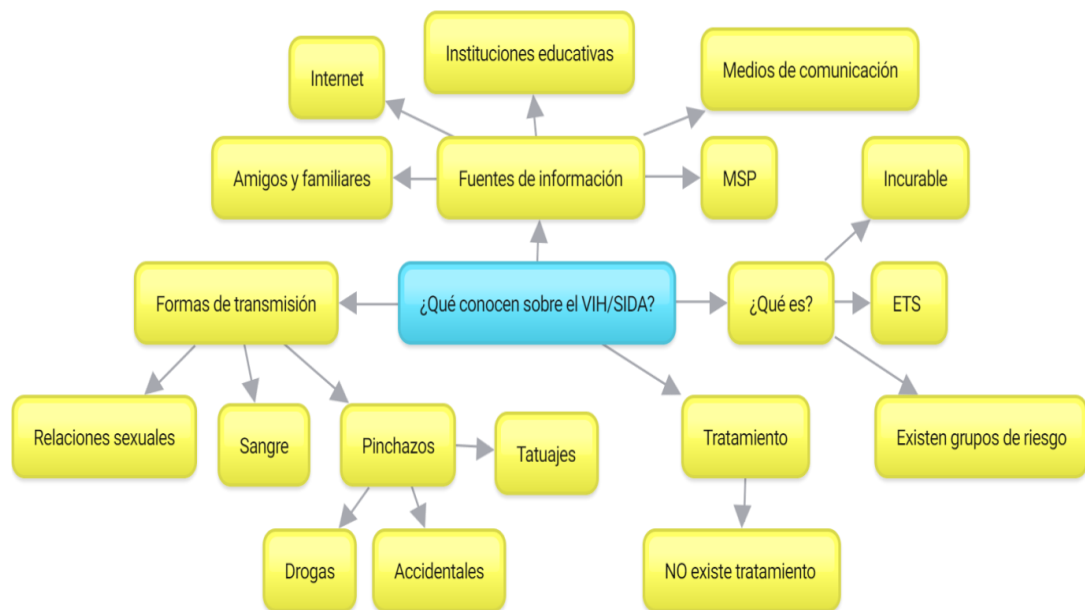 Instituciones educativas
Medios de comunicación
Internet
Amigos y familiares
Fuentes de información
MSP
Incurable
Formas de transmisión
¿Qué conocen sobre el VIH/SIDA?
¿Qué es?
ETS
Relaciones sexuales
Sangre
Pinchazos
Tatuajes
Tratamiento
Existen grupos de riesgo
Drogas
Accidentales
NO existe tratamiento